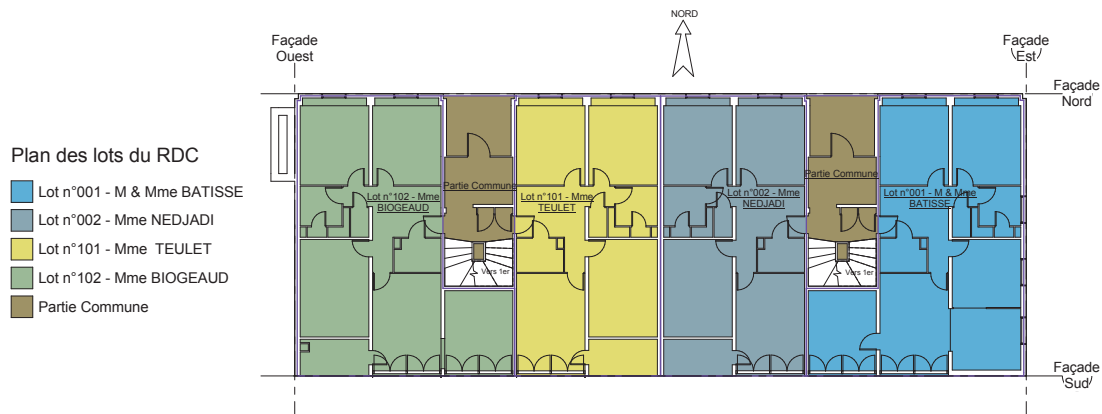 NORD
Façade
Ouest
Façade
Est
Façade
Nord
Plan des lots du RDC
Lot n°001 - M & Mme BATISSE
Lot n°002 - Mme NEDJADI
Lot n°101 - Mme  TEULET
Lot n°102 - Mme BIOGEAUD
Partie Commune
Lot n°102 - Mme
BIOGEAUD
Partie Commune
Lot n°101 - Mme
TEULET
Lot n°002 - Mme
NEDJADI
Partie Commune
Lot n°001 - M & Mme
BATISSE
Vers 1er
Vers 1er
Façade
Sud